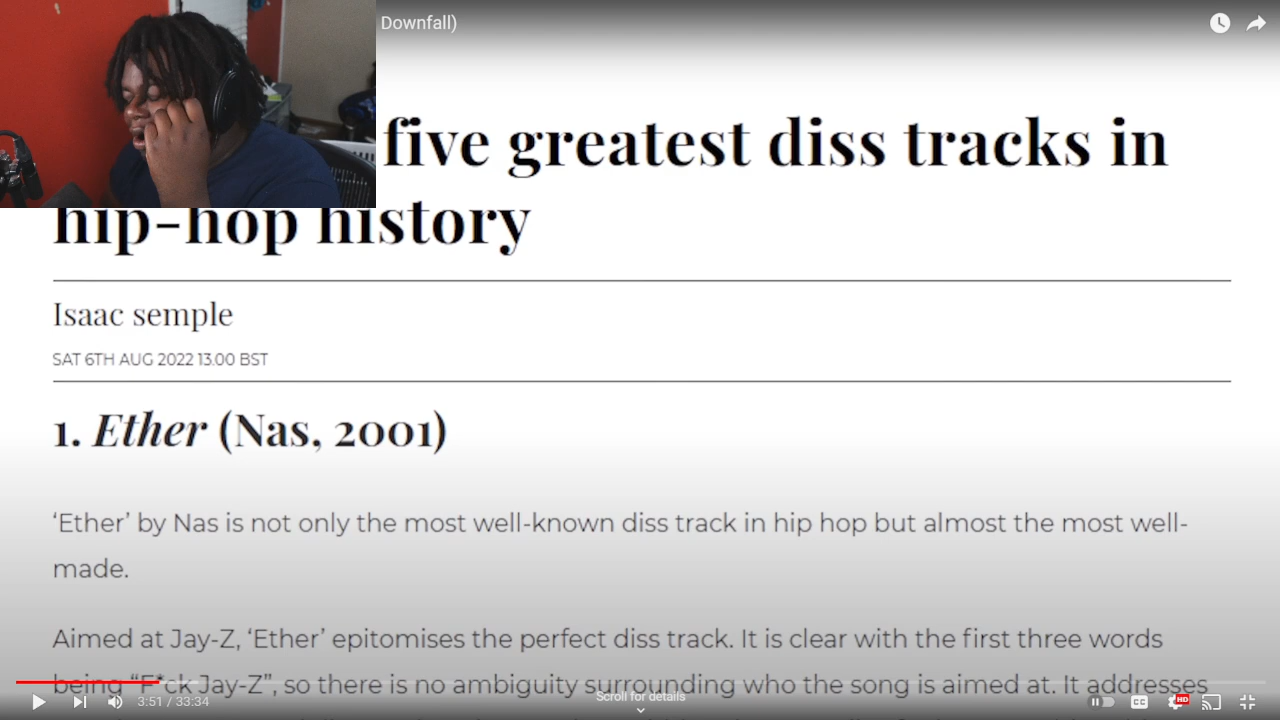 Downfall)
five greatest diss tracks in
hip-hop history
Isaac semple
SAT 6TH AUG 2022 13.00 BST
1. Ether (Nas, 2001)
‘Ether’ by Nas is not only the most well-known diss track in hip hop but almost the most well-
made.
Aimed at Jay-Z, ‘Ether’ epitomises the perfect diss track. It is clear with the first three words
being “F*ck Jay-Z”, so there is no ambiguity surrounding who the song is aimed at. It addresses
Scroll for details
3:51 / 33:34
CC
HD